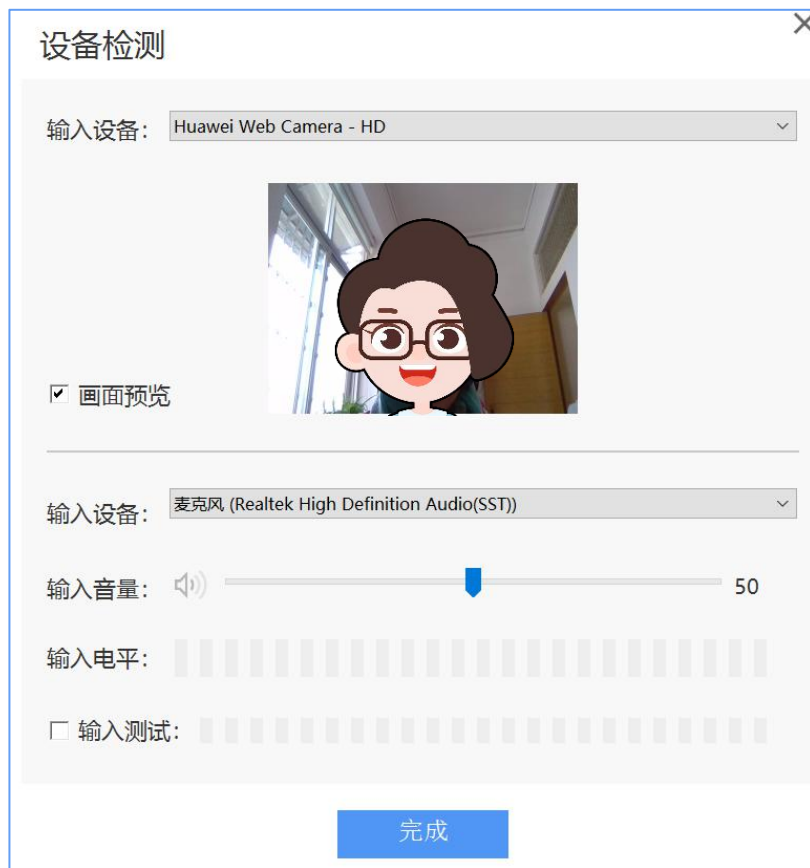 设备检测
输入设备： Huawei Web Camera - HD
画面预览
输入设备： 麦克风 (Realtek High Definition Audio(SST))
输入音量： 50
输入电平：
输入测试：
完成